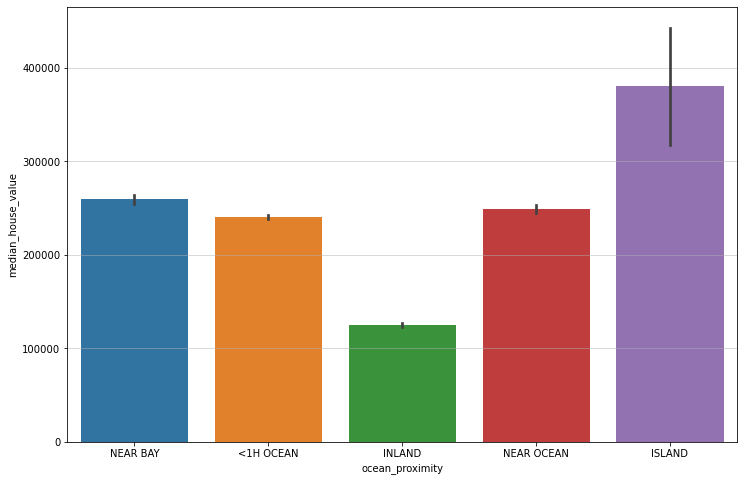 400000
300000
200000
100000
0
median_house_value
NEAR BAY
<1H OCEAN
INLAND
NEAR OCEAN
ISLAND
ocean_proximity